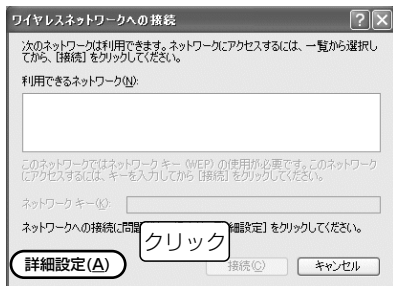 ワイヤレスネットワークへの接続
次のネットワークは利用できます。ネットワークにアクセスするには、一覧から選択し
てから、[接続] をクリックしてください。
利用できるネットワーク(N):
このネットワークではネットワーク キー (WEP) の使用が必要です。このネットワーク
にアクセスするには、キーを入力してから [接続] をクリックしてください。
ネットワーク キー(K):
ネットワークへの接続に問題 細設定] をクリックしてください。
クリック
詳細設定(A)
接続(C)
キャンセル